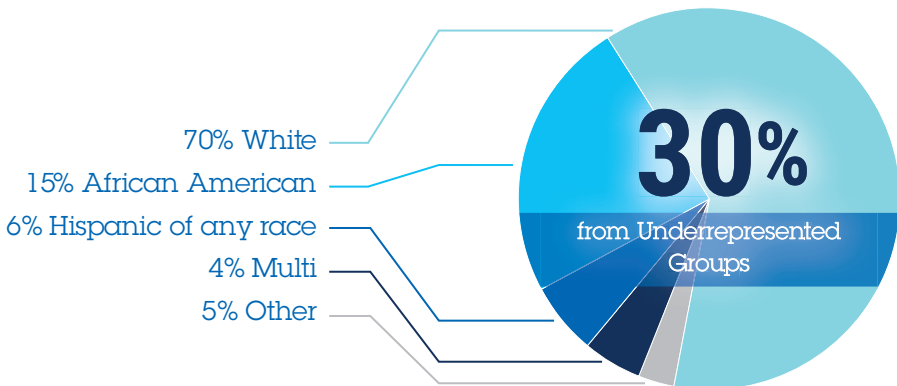 70% White
15% African American
6% Hispanic of any race
4% Multi
5% Other
30%
from Underrepresented
Groups